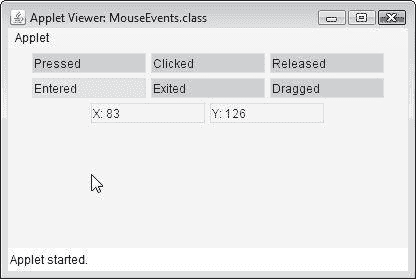 Applet Viewer: MouseEvents.class
Applet
Pressed Clicked Released
Entered Exited Dragged
X: 83 Y: 126
Applet started.